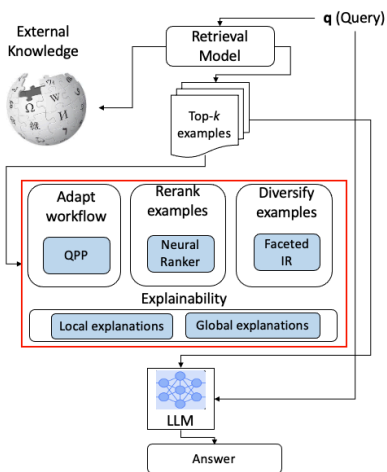 q (Query)
External
Knowledge
Retrieval
Model
Top-k
examples
Adapt
workflow
QPP
Rerank
examples
Neural
Ranker
Diversify
examples
Faceted
IR
Explainability
Local explanations
Global explanations
LLM
Answer